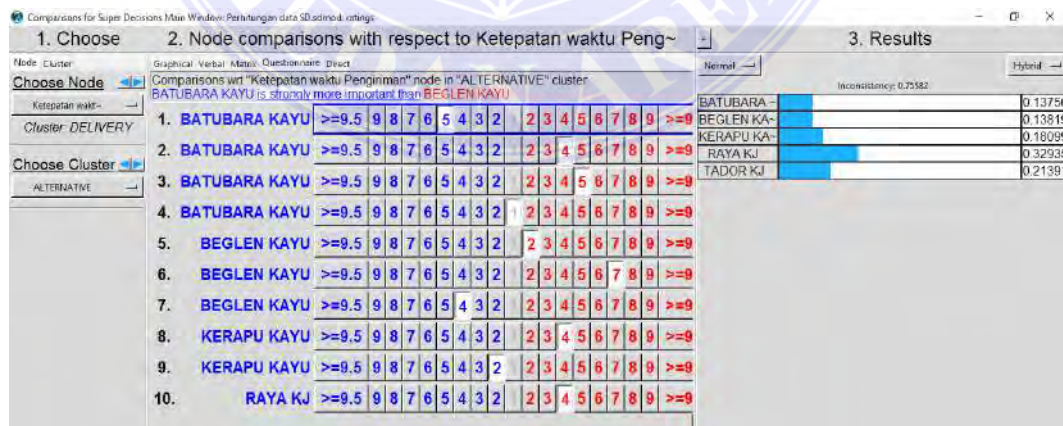 Comparisons for Super Decisions Main Window: Perhitungan data SD.sdmod: ratings
1. Choose
2. Node comparisons with respect to Ketepatan waktu Peng~
3. Results
Node Cluster
Graphical Verbal Matrix Questionnaire Direct
Normal
Hybrid
Choose Node
Comparisons wrt "Ketepatan waktu Pengiriman" node in "ALTERNATIVE" cluster
BATUBARA KAYU is strongly more important than BEGLEN KAYU
Inconsistency: 0.75582
Ketepatan wakt~
Cluster: DELIVERY
Choose Cluster
ALTERNATIVE
1. BATUBARA KAYU >=9.5 9 8 7 6 5 4 3 2 2 3 4 5 6 7 8 9 >=9
2. BATUBARA KAYU >=9.5 9 8 7 6 5 4 3 2 2 3 4 5 6 7 8 9 >=9
3. BATUBARA KAYU >=9.5 9 8 7 6 5 4 3 2 2 3 4 5 6 7 8 9 >=9
4. BATUBARA KAYU >=9.5 9 8 7 6 5 4 3 2 1 2 3 4 5 6 7 8 9 >=9
5. BEGLEN KAYU >=9.5 9 8 7 6 5 4 3 2 2 3 4 5 6 7 8 9 >=9
6. BEGLEN KAYU >=9.5 9 8 7 6 5 4 3 2 2 3 4 5 6 7 8 9 >=9
7. BEGLEN KAYU >=9.5 9 8 7 6 5 4 3 2 2 3 4 5 6 7 8 9 >=9
8. KERAPU KAYU >=9.5 9 8 7 6 5 4 3 2 2 3 4 5 6 7 8 9 >=9
9. KERAPU KAYU >=9.5 9 8 7 6 5 4 3 2 2 3 4 5 6 7 8 9 >=9
10. RAYA KJ >=9.5 9 8 7 6 5 4 3 2 2 3 4 5 6 7 8 9 >=9
BATUBARA ~ 0.1375
BEGLEN KA~ 0.1381
KERAPU KA~ 0.1809
RAYA KJ 0.3293
TADOR KJ 0.2139